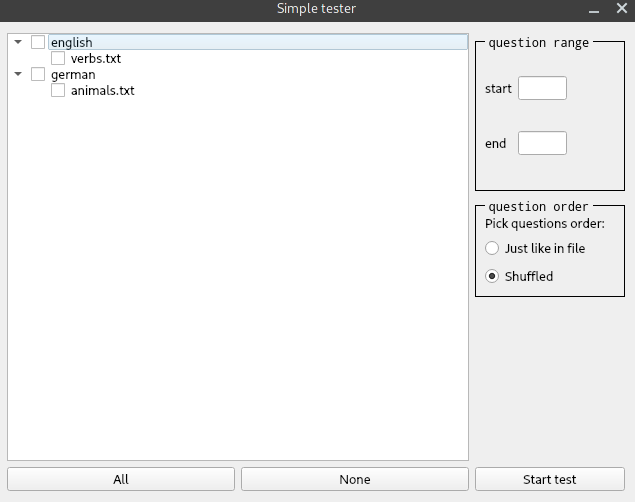 Simple tester
english
verbs.txt
german
animals.txt
question range
start
end
question order
Pick questions order:
Just like in file
Shuffled
All
None
Start test